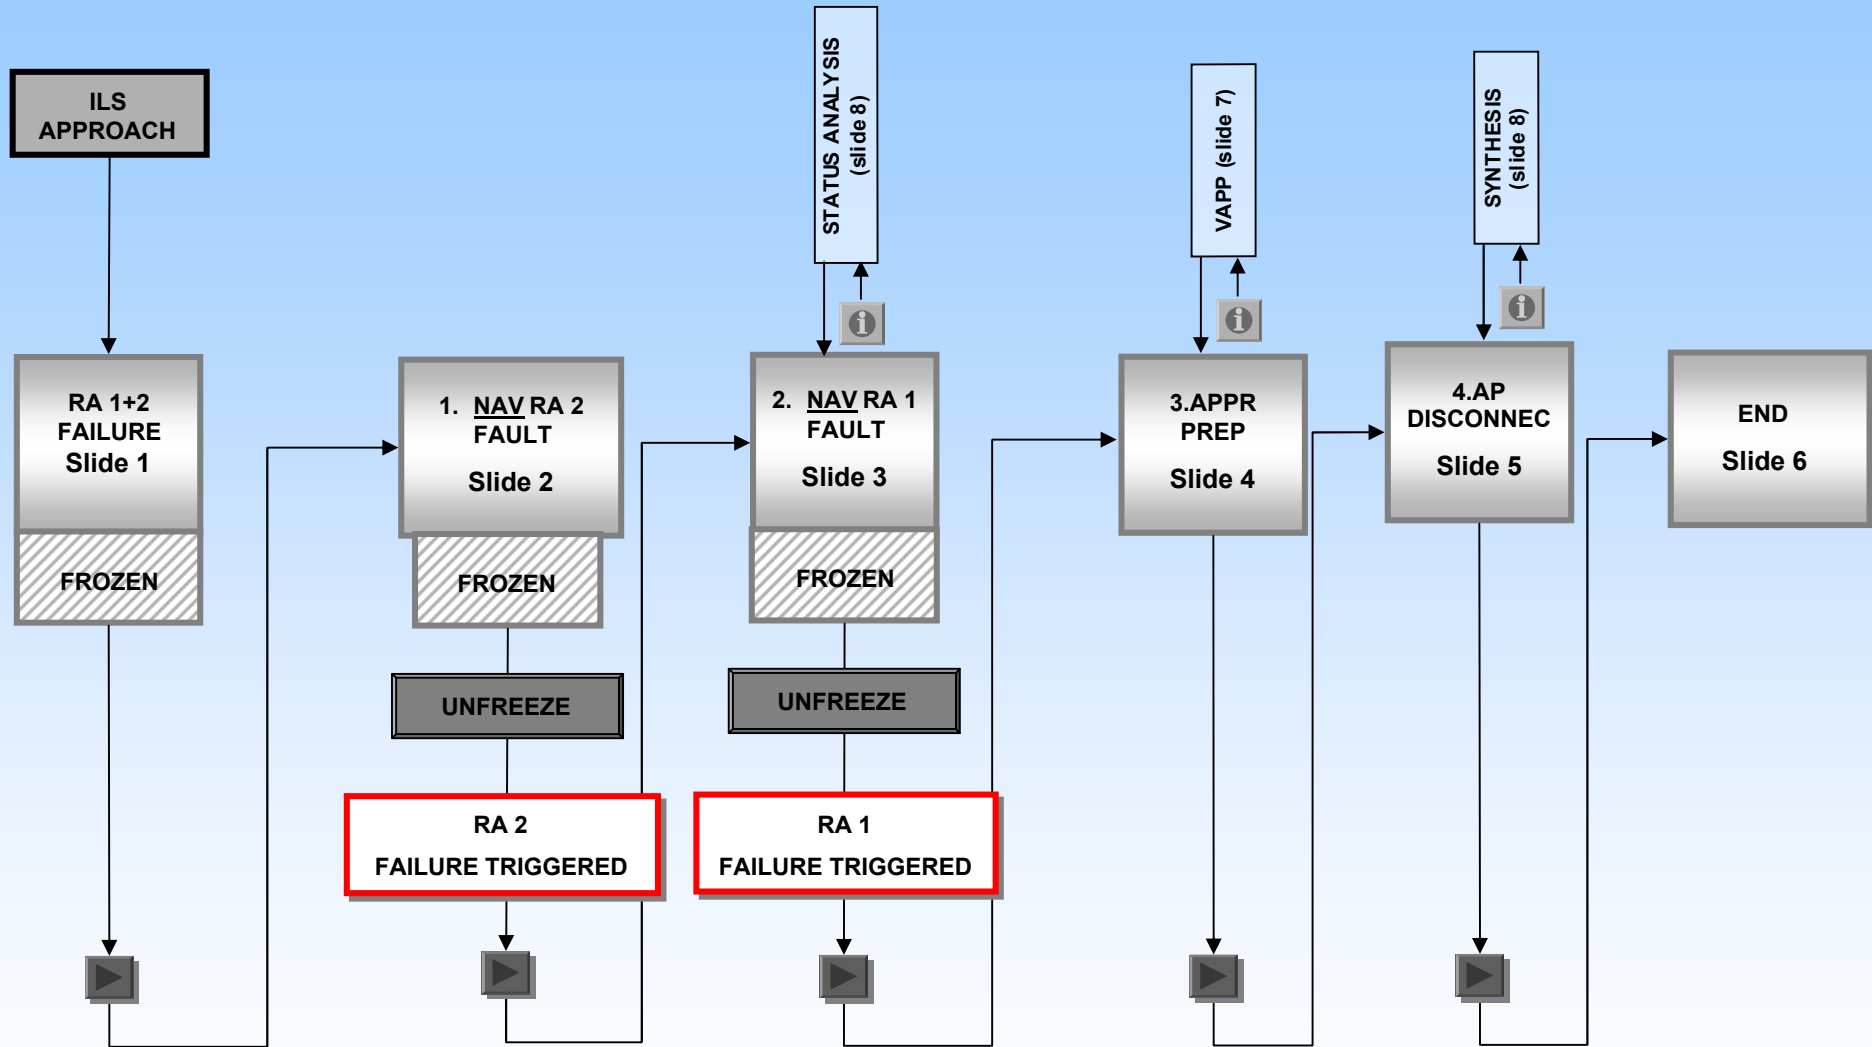 ILS
APPROACH
RA 1+2
FAILURE
Slide 1
FROZEN
1. NAV RA 2
FAULT
Slide 2
FROZEN
UNFREEZE
RA 2
FAILURE TRIGGERED
STATUS ANALYSIS
(slide 8)
2. NAV RA 1
FAULT
Slide 3
FROZEN
UNFREEZE
RA 1
FAILURE TRIGGERED
VAPP (slide 7)
3.APPR
PREP
Slide 4
SYNTHESIS
(slide 8)
4.AP
DISCONNEC
Slide 5
END
Slide 6